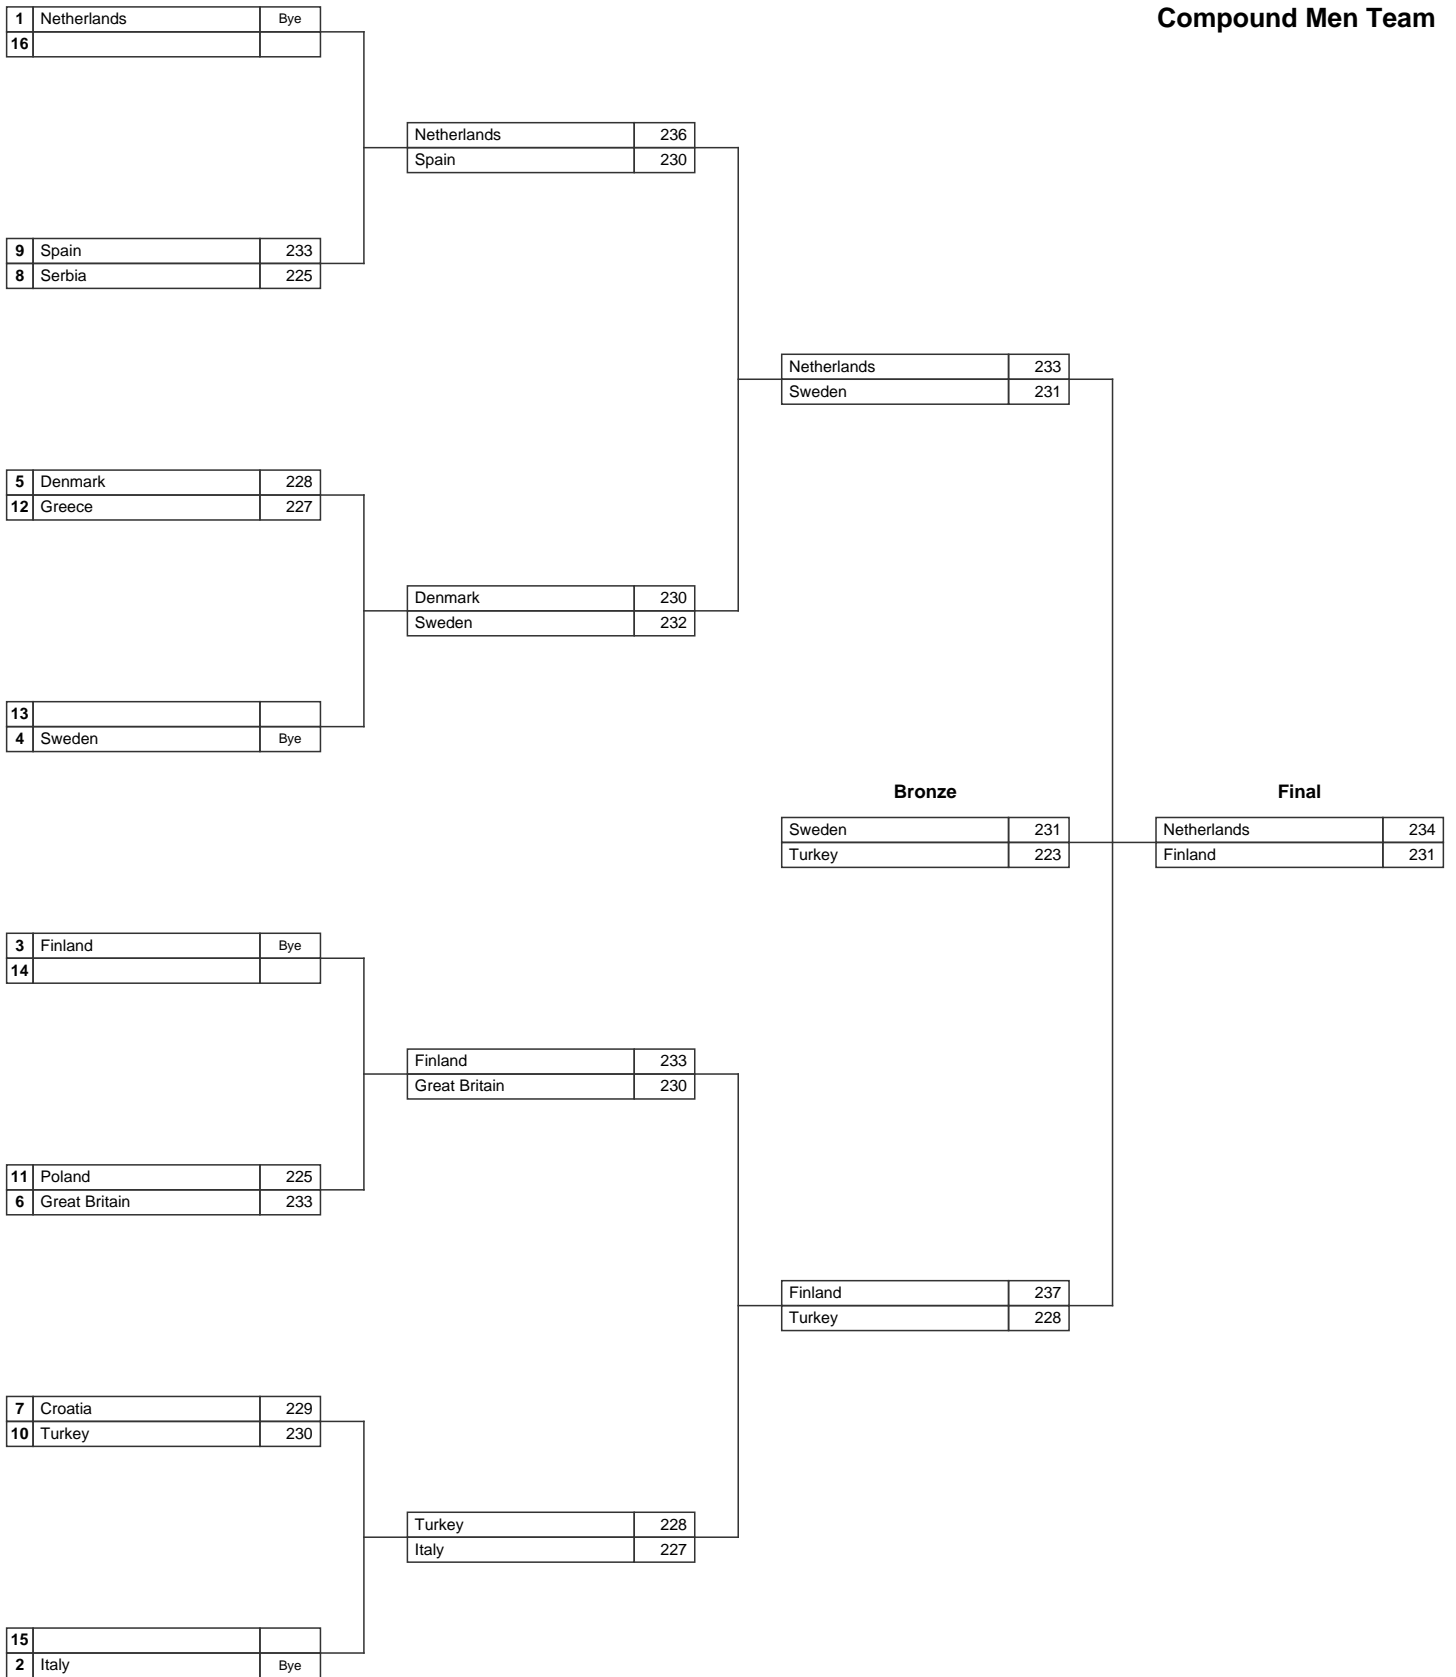 Compound Men Team
1 Netherlands Bye
16
Netherlands 236
Spain 230
9 Spain 233
8 Serbia 225
Netherlands 233
Sweden 231
5 Denmark 228
12 Greece 227
Denmark 230
Sweden 232
13
4 Sweden Bye
Bronze Final
Sweden 231 Netherlands 234
Turkey 223 Finland 231
3 Finland Bye
14
Finland 233
Great Britain 230
11 Poland 225
6 Great Britain 233
Finland 237
Turkey 228
7 Croatia 229
10 Turkey 230
Turkey 228
Italy 227
15
2 Italy Bye